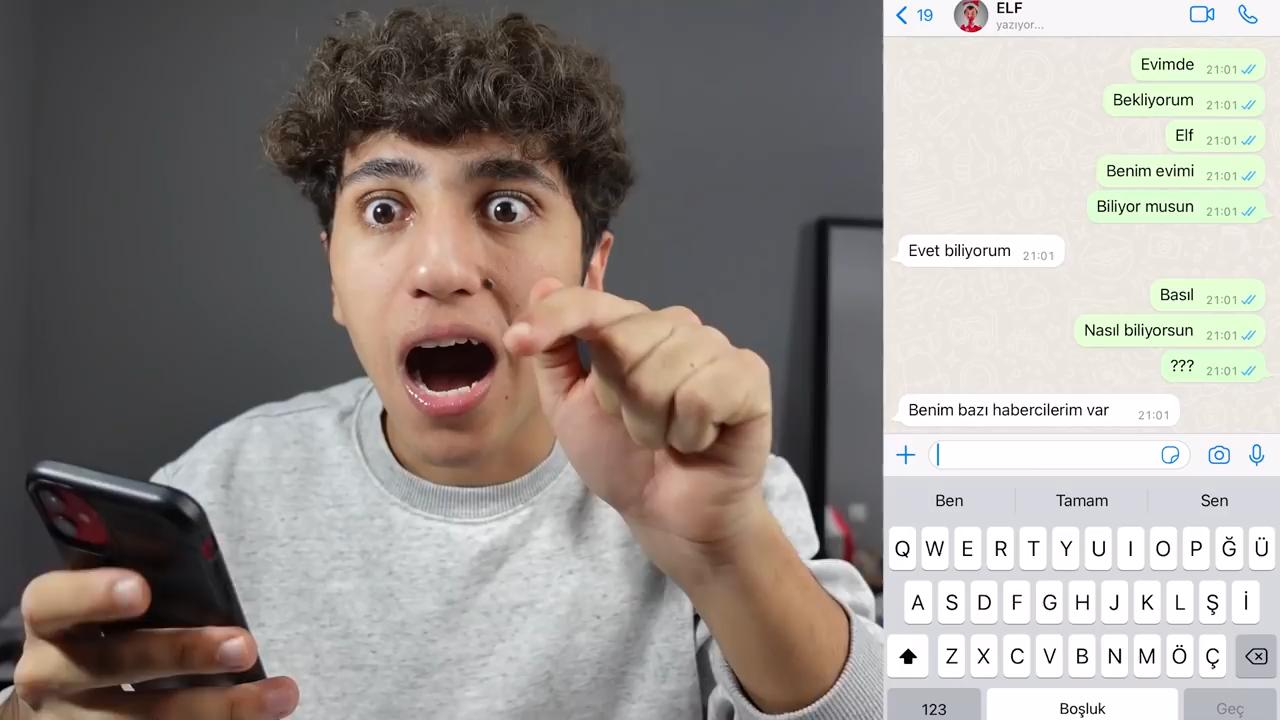 19
ELF
yazıyor...
Evimde 21:01
Bekliyorum 21:01
Elf 21:01
Benim evimi 21:01
Biliyor musun 21:01
Evet biliyorum 21:01
Basıl 21:01
Nasıl biliyorsun 21:01
??? 21:01
Benim bazı habercilerim var 21:01
Ben Tamam Sen
Q W E R T Y U I O P Ğ Ü
A S D F G H J K L Ş İ
Z X C V B N M Ö Ç
123 Boşluk Geç